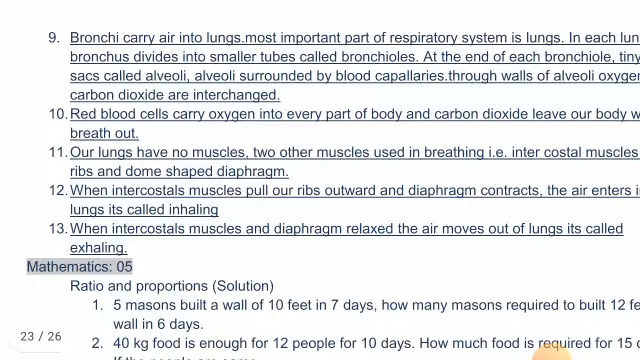 9. Bronchi carry air into lungs.most important part of respiratory system is lungs. In each
bronchus divides into smaller tubes called bronchioles. At the end of each bronchiole, tiny
sacs called alveoli, alveoli surrounded by blood capallaries.through walls of alveoli
carbon dioxide are interchanged.
10. Red blood cells carry oxygen into every part of body and carbon dioxide leave our body
breath out.
11. Our lungs have no muscles, two other muscles used in breathing i.e. inter costal muscles
ribs and dome shaped diaphragm.
12. When intercostals muscles pull our ribs outward and diaphragm contracts, the air enters
lungs its called inhaling
13. When intercostals muscles and diaphragm relaxed the air moves out of lungs its called
exhaling.
Mathematics: 05
Ratio and proportions (Solution)
1. 5 masons built a wall of 10 feet in 7 days, how many masons required to built 12
wall in 6 days.
23 / 26
2. 40 kg food is enough for 12 people for 10 days. How much food is required for 15